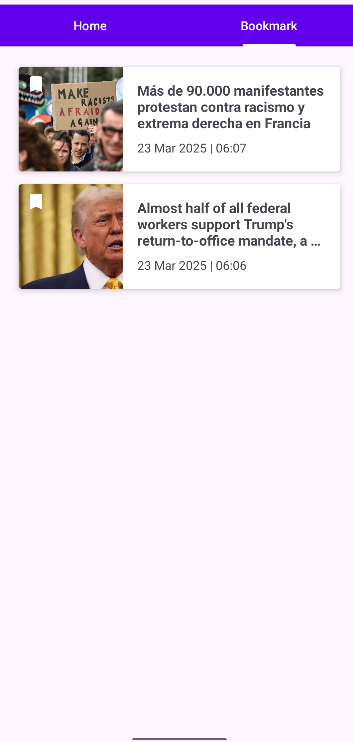 Home
Bookmark
MAKE
RACISTS
AFRAID
AGAIN
Más de 90.000 manifestantes
protestan contra racismo y
extrema derecha en Francia
23 Mar 2025 | 06:07
Almost half of all federal
workers support Trump's
return-to-office mandate, a ...
23 Mar 2025 | 06:06